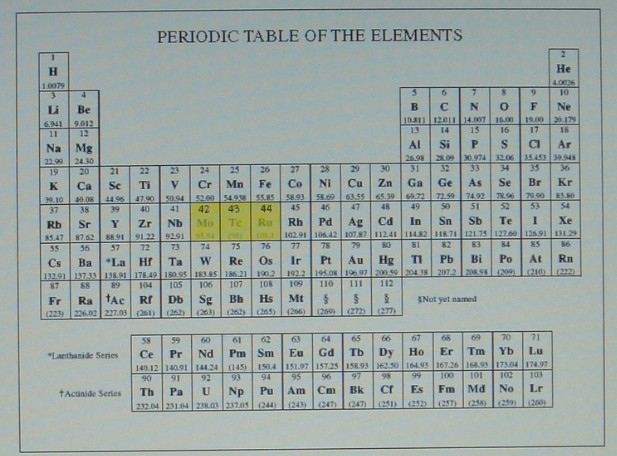 PERIODIC TABLE OF THE ELEMENTS
1 2
H He
1.0079 4.0026
3 4 5 6 7 8 9 10
Li Be B C N O F Ne
6.941 9.012 10.811 12.011 14.007 16.00 19.00 20.179
11 12 13 14 15 16 17 18
Na Mg Al Si P S Cl Ar
22.99 24.30 26.98 28.09 30.974 32.06 35.453 39.948
19 20 21 22 23 24 25 26 27 28 29 30 31 32 33 34 35 36
K Ca Sc Ti V Cr Mn Fe Co Ni Cu Zn Ga Ge As Se Br Kr
39.10 40.08 44.96 47.90 50.94 52.00 54.938 55.85 58.93 58.69 63.55 65.39 69.72 72.59 74.92 78.96 79.90 83.80
37 38 39 40 41 42 43 44 45 46 47 48 49 50 51 52 53 54
Rb Sr Y Zr Nb Mo Tc Ru Rh Pd Ag Cd In Sn Sb Te I Xe
85.47 87.62 88.91 91.22 92.91 102.91 106.42 107.87 112.41 114.82 118.71 121.75 127.60 126.91 131.29
55 56 57 72 73 74 75 76 77 78 79 80 81 82 83 84 85 86
Cs Ba *La Hf Ta W Re Os Ir Pt Au Hg Tl Pb Bi Po At Rn
132.91 137.33 138.91 178.49 180.95 183.85 186.21 190.2 192.2 195.08 196.97 200.59 204.38 207.2 208.98 (209) (210) (222)
87 88 89 104 105 106 107 108 109 110 111 112
Fr Ra †Ac Rf Db Sg Bh Hs Mt § § § §Not yet named
(223) 226.02 227.03 (261) (262) (263) (262) (265) (266) (269) (272) (277)
58 59 60 61 62 63 64 65 66 67 68 69 70 71
*Lanthanide Series Ce Pr Nd Pm Sm Eu Gd Tb Dy Ho Er Tm Yb Lu
140.12 140.91 144.24 (145) 150.4 151.97 157.25 158.93 162.50 164.93 167.26 168.93 173.04 174.97
90 91 92 93 94 95 96 97 98 99 100 101 102 103
†Actinide Series Th Pa U Np Pu Am Cm Bk Cf Es Fm Md No Lr
232.04 231.04 238.03 237.05 (244) (243) (247) (247) (251) (252) (257) (258) (259) (260)